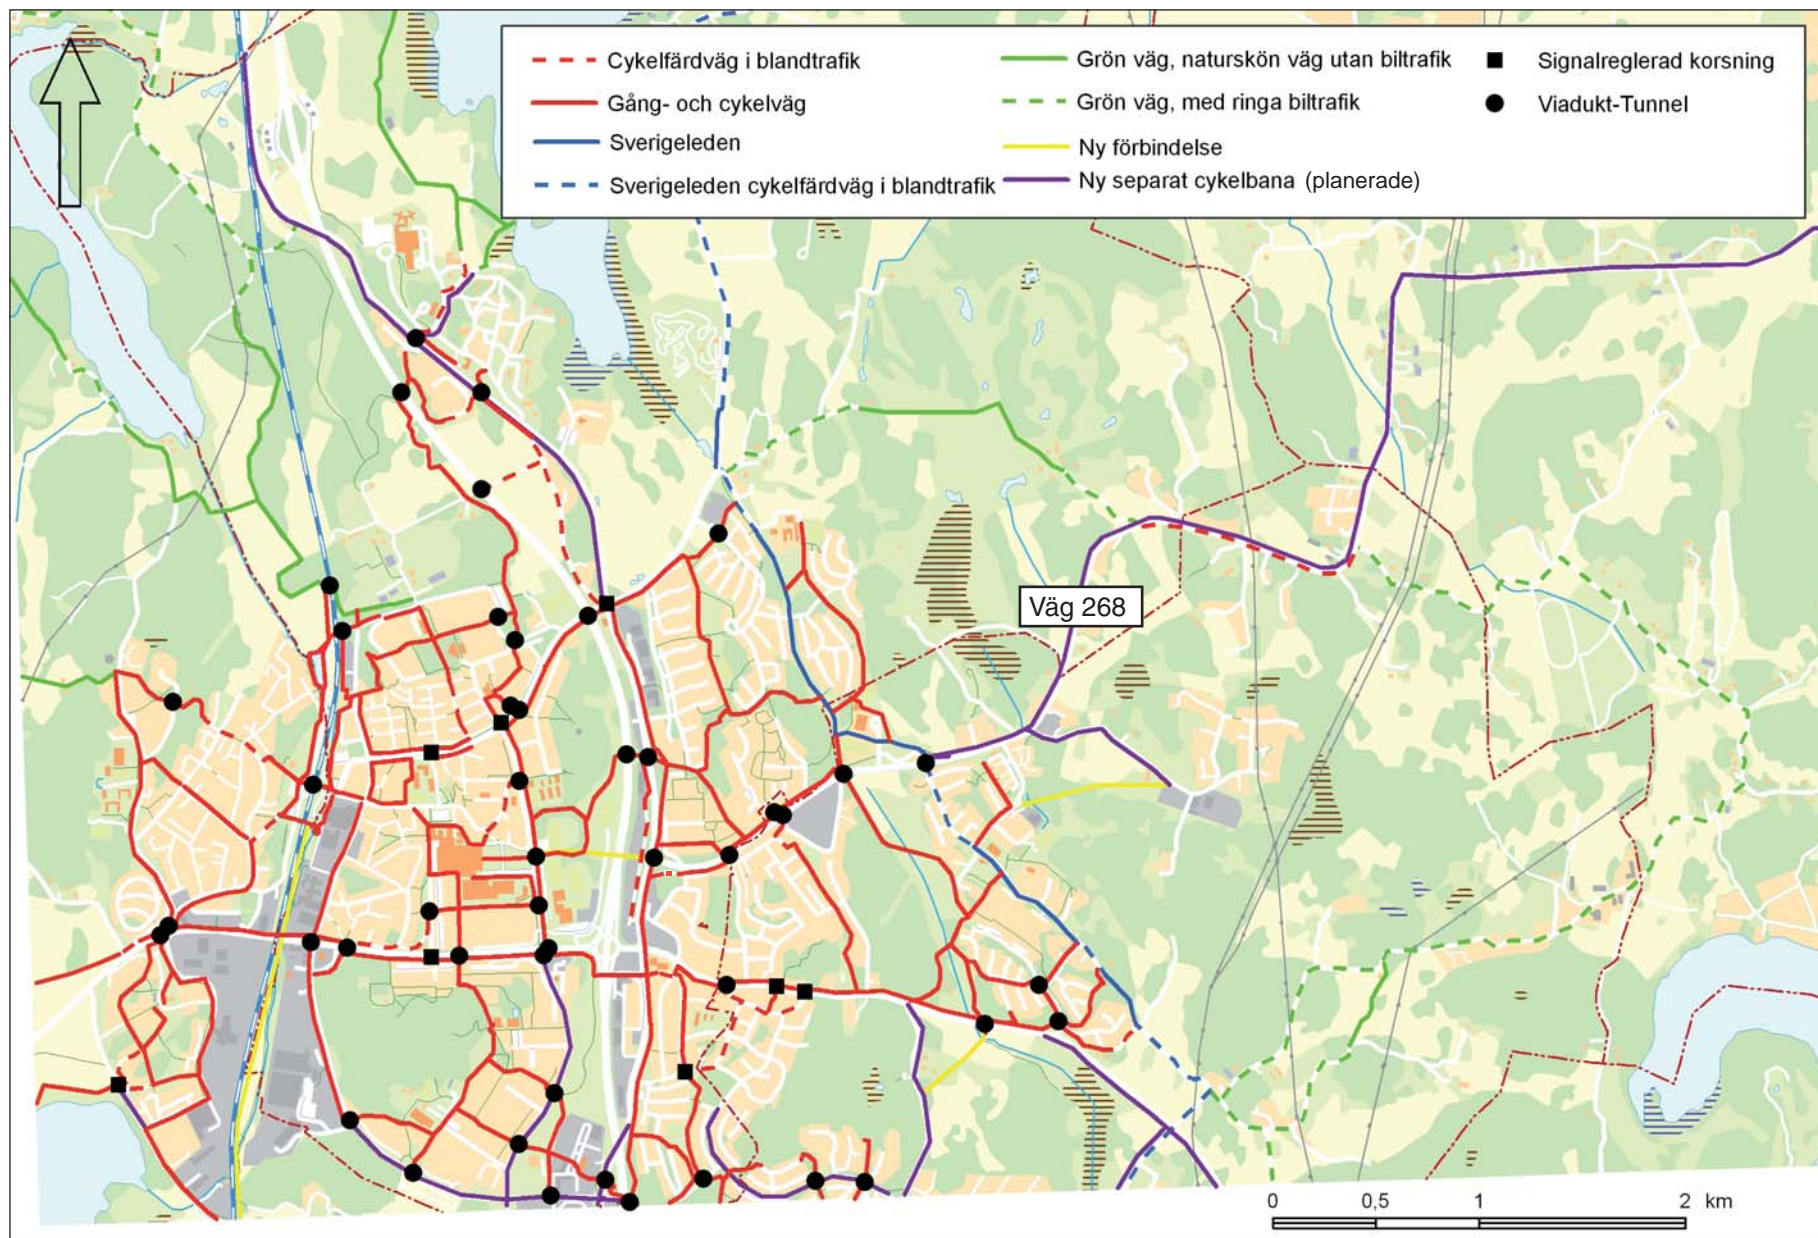 Cykelfärdväg i blandtrafik
Gång- och cykelväg
Sverigeleden
Sverigeleden cykelfärdväg i blandtrafik
Grön väg, naturskön väg utan biltrafik
Grön väg, med ringa biltrafik
Ny förbindelse
Ny separat cykelbana (planerade)
Signalreglerad korsning
Viadukt-Tunnel
Väg 268
0 0,5 1 2 km